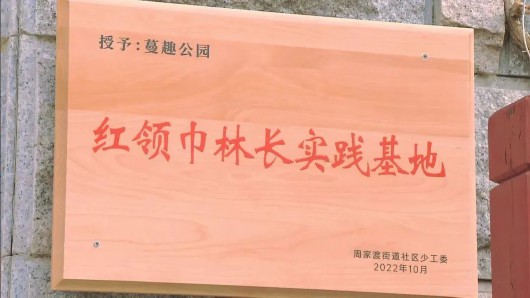 授予：蔓趣公园
红领巾林长实践基地
周家渡街道社区少工委
2022年10月